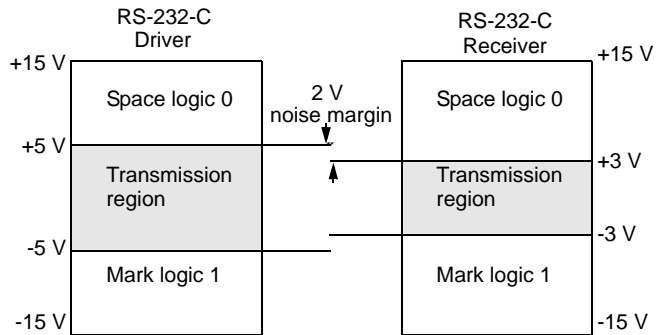 RS-232-C
Driver
RS-232-C
Receiver
+15 V
+15 V
Space logic 0
2 V
noise margin
Space logic 0
+5 V
+3 V
Transmission
region
Transmission
region
-5 V
-3 V
Mark logic 1
Mark logic 1
-15 V
-15 V